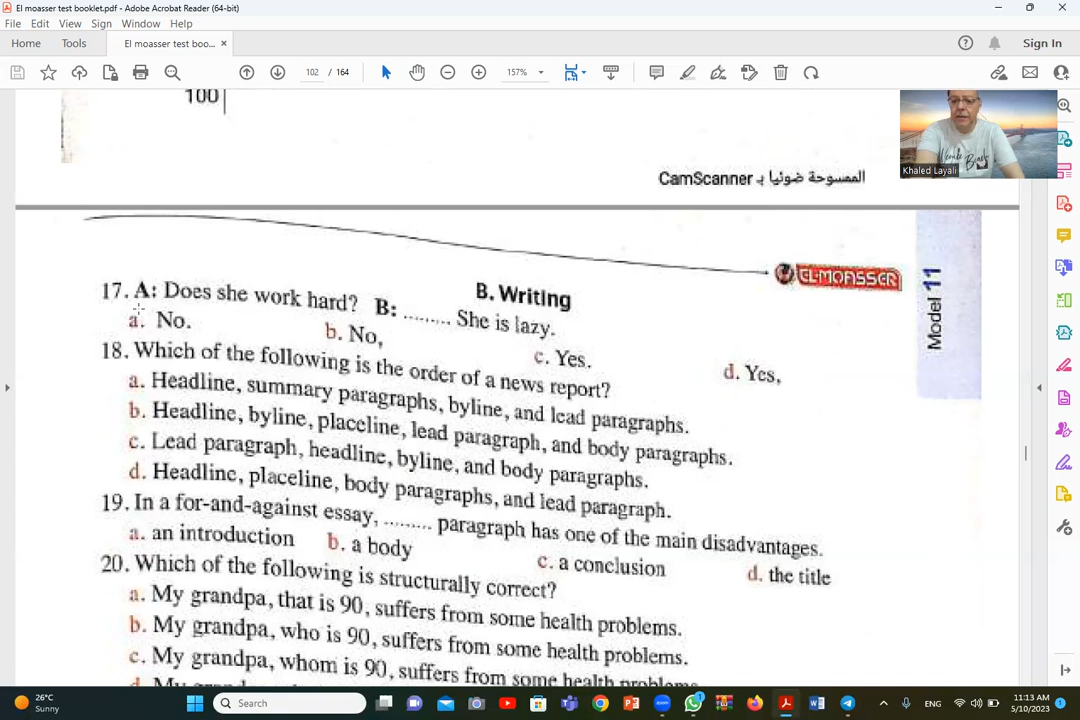 El moasser test booklet.pdf - Adobe Acrobat Reader (64-bit)
File Edit View Sign Window Help
Home Tools El moasser test boo... × Sign In
102 / 164 157%
100
Khaled Layali
الممسوحة ضوئيا بـ CamScanner
EL-MOASSER
Model 11
B. Writing
17. A: Does she work hard? B: ......... She is lazy.
a. No. b. No, c. Yes. d. Yes,
18. Which of the following is the order of a news report?
a. Headline, summary paragraphs, byline, and lead paragraphs.
b. Headline, byline, placeline, lead paragraph, and body paragraphs.
c. Lead paragraph, headline, byline, and body paragraphs.
d. Headline, placeline, body paragraphs, and lead paragraph.
19. In a for-and-against essay, ......... paragraph has one of the main disadvantages.
a. an introduction b. a body c. a conclusion d. the title
20. Which of the following is structurally correct?
a. My grandpa, that is 90, suffers from some health problems.
b. My grandpa, who is 90, suffers from some health problems.
c. My grandpa, whom is 90, suffers from some health problems.
26°C
Sunny
Search
ENG
11:13 AM
5/10/2023